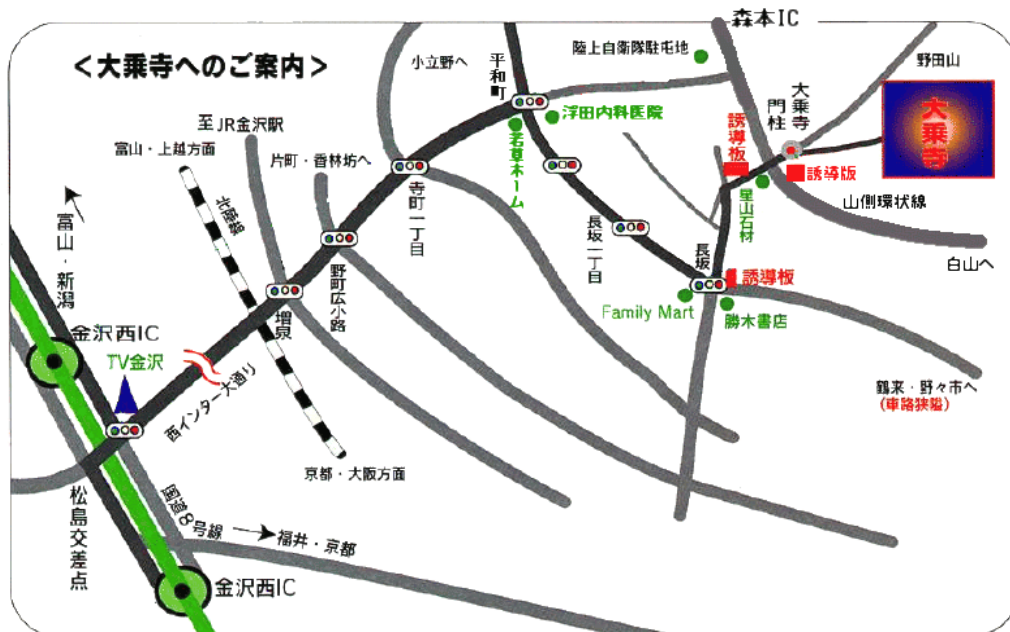 ＜大乗寺へのご案内＞
森本IC
陸上自衛隊駐屯地
小立野へ
平和町
野田山
大乗寺
門柱
大乗寺
浮田内科医院
若草ホーム
誘導板
誘導版
星山石材
山側環状線
白山へ
至JR金沢駅
富山・上越方面
片町・香林坊へ
北陸線
寺町一丁目
長坂一丁目
長坂
誘導板
Family Mart
勝木書店
野町広小路
増泉
富山・新潟
金沢西IC
TV金沢
西インター大通り
鶴来・野々市へ
(車路狭隘)
京都・大阪方面
松島交差点
国道8号線
福井・京都
金沢西IC